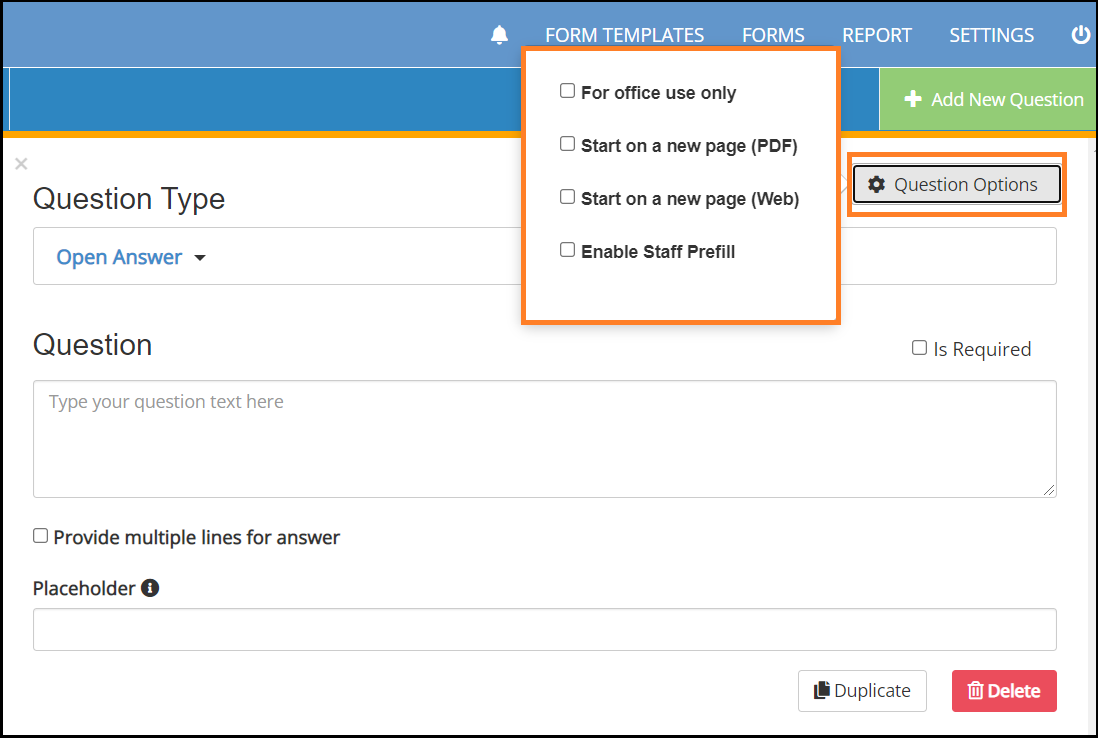 FORM TEMPLATES FORMS REPORT SETTINGS
Add New Question
For office use only
Start on a new page (PDF)
Start on a new page (Web)
Enable Staff Prefill
Question Options
Question Type
Open Answer
Question
Is Required
Type your question text here
Provide multiple lines for answer
Placeholder
Duplicate
Delete